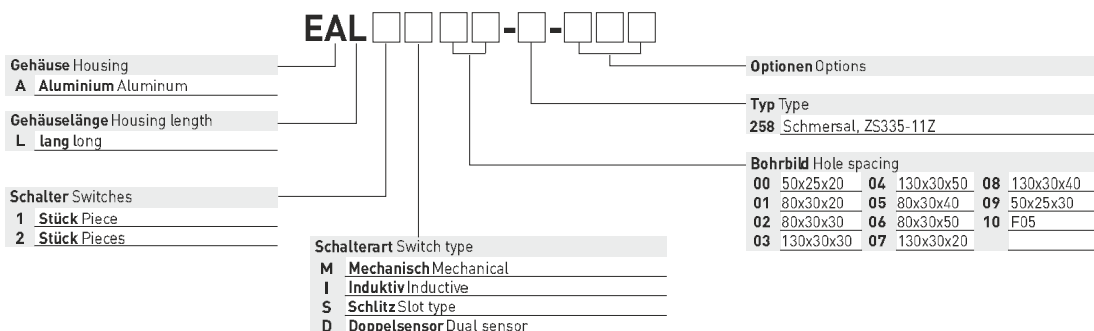 EAL - -
Gehäuse Housing
A Aluminium Aluminum
Gehäuselänge Housing length
L lang long
Schalter Switches
1 Stück Piece
2 Stück Pieces
Schalterart Switch type
M Mechanisch Mechanical
I Induktiv Inductive
S Schlitz Slot type
D Doppelsensor Dual sensor
Optionen Options
Typ Type
258 Schmersal, ZS335-11Z
Bohrbild Hole spacing
00 50x25x20 04 130x30x50 08 130x30x40
01 80x30x20 05 80x30x40 09 50x25x30
02 80x30x30 06 80x30x50 10 F05
03 130x30x30 07 130x30x20